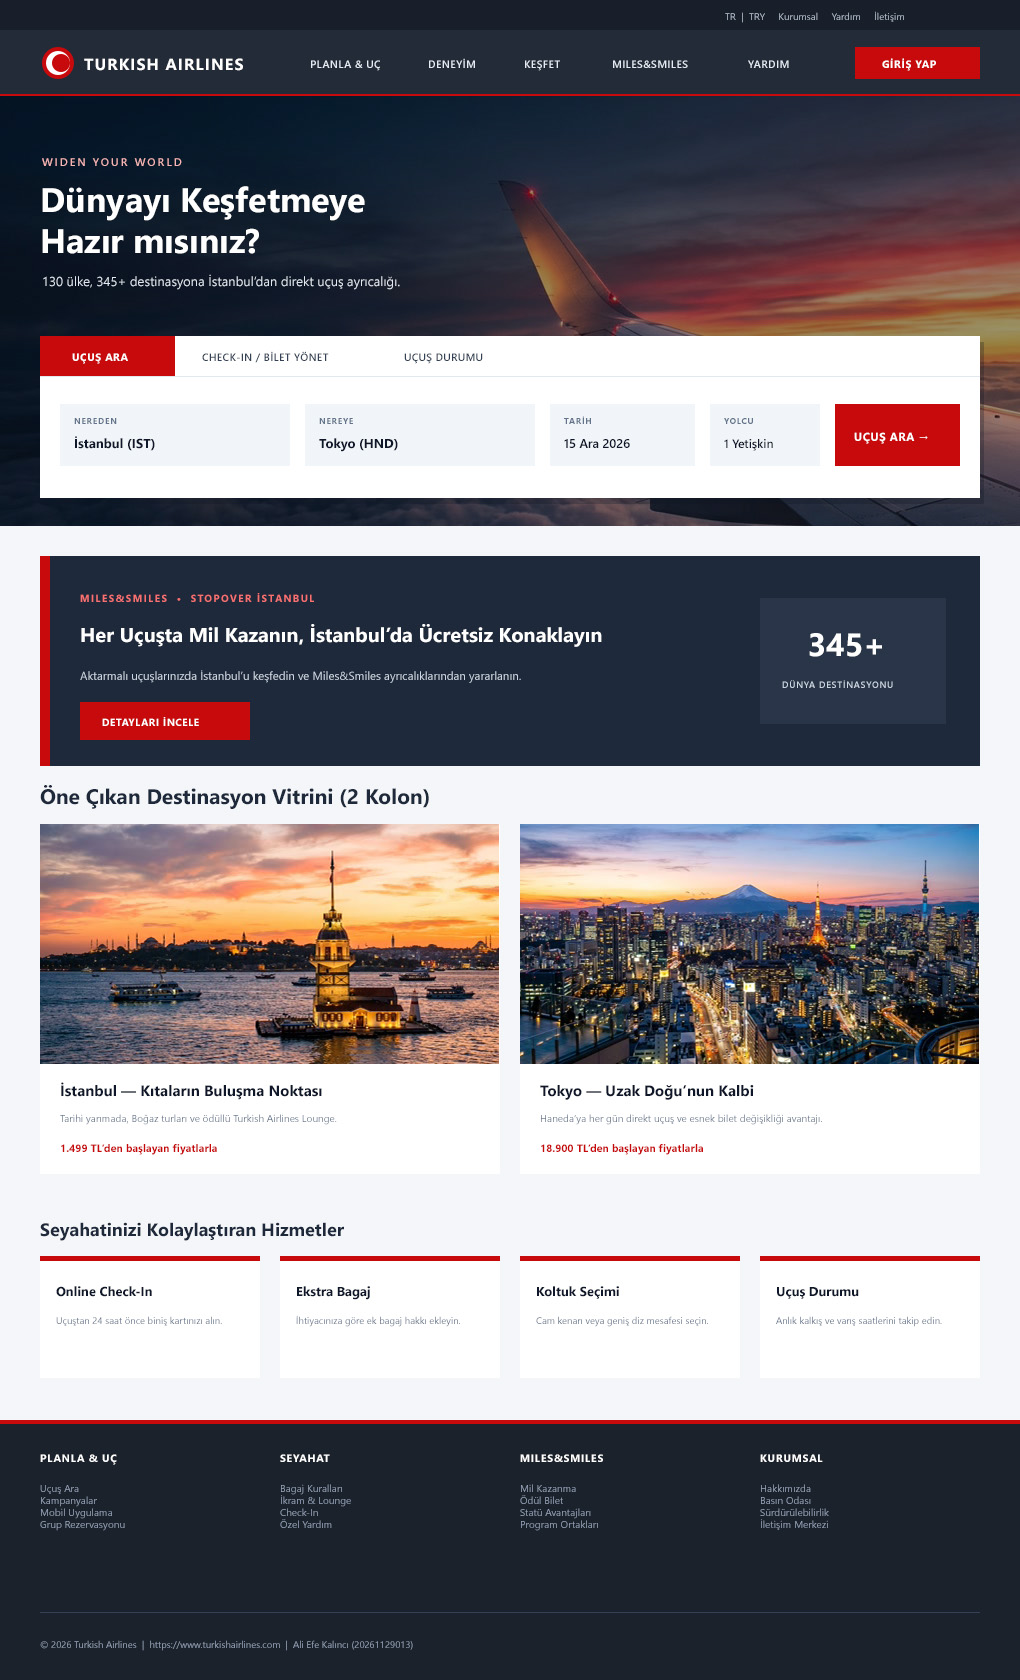 TR | TRY Kurumsal Yardım İletişim
TURKISH AIRLINES PLANLA & UÇ DENEYİM KEŞFET MILES&SMILES YARDIM GİRİŞ YAP
WIDEN YOUR WORLD
Dünyayı Keşfetmeye
Hazır mısınız?
130 ülke, 345+ destinasyona İstanbul'dan direkt uçuş ayrıcalığı.
UÇUŞ ARA CHECK-IN / BİLET YÖNET UÇUŞ DURUMU
NEREDEN NEREYE TARİH YOLCU
İstanbul (IST) Tokyo (HND) 15 Ara 2026 1 Yetişkin UÇUŞ ARA →
MILES&SMILES • STOPOVER İSTANBUL
Her Uçuşta Mil Kazanın, İstanbul'da Ücretsiz Konaklayın
Aktarmalı uçuşlarınızda İstanbul'u keşfedin ve Miles&Smiles ayrıcalıklarından yararlanın.
DETAYLARI İNCELE
345+
DÜNYA DESTİNASYONU
Öne Çıkan Destinasyon Vitrini (2 Kolon)
İstanbul — Kıtaların Buluşma Noktası
Tarihi yarımada, Boğaz turları ve ödüllü Turkish Airlines Lounge.
1.499 TL'den başlayan fiyatlarla
Tokyo — Uzak Doğu'nun Kalbi
Haneda'ya her gün direkt uçuş ve esnek bilet değişikliği avantajı.
18.900 TL'den başlayan fiyatlarla
Seyahatinizi Kolaylaştıran Hizmetler
Online Check-In
Uçuştan 24 saat önce biniş kartınızı alın.
Ekstra Bagaj
İhtiyacınıza göre ek bagaj hakkı ekleyin.
Koltuk Seçimi
Cam kenarı veya geniş diz mesafesi seçin.
Uçuş Durumu
Anlık kalkış ve varış saatlerini takip edin.
PLANLA & UÇ
Uçuş Ara
Kampanyalar
Mobil Uygulama
Grup Rezervasyonu
SEYAHAT
Bagaj Kuralları
İkram & Lounge
Check-In
Özel Yardım
MILES&SMILES
Mil Kazanma
Ödül Bilet
Statü Avantajları
Program Ortakları
KURUMSAL
Hakkımızda
Basın Odası
Sürdürülebilirlik
İletişim Merkezi
© 2026 Turkish Airlines | https://www.turkishairlines.com | Ali Efe Kalıncı (20261129013)